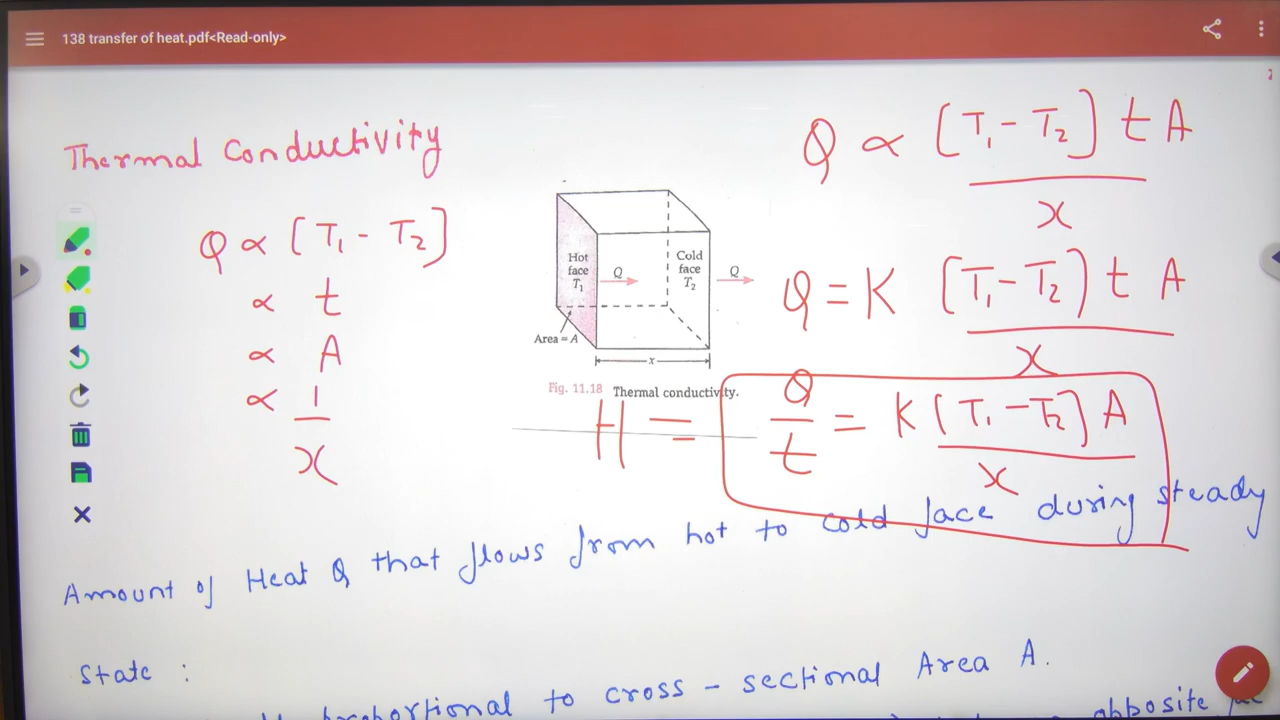 138 transfer of heat.pdf<Read-only>
Thermal Conductivity
Q ∝ [T₁ - T₂]
∝ t
∝ A
∝ 1/x
Hot face T₁
Q
Cold face T₂
Q
Area = A
x
Fig. 11.18 Thermal conductivity.
Q ∝ [T₁ - T₂] t A / x
Q = K (T₁ - T₂) t A / x
H = Q/t = K (T₁ - T₂) A / x
Amount of Heat Q that flows from hot to cold face during steady
State :
proportional to cross - sectional Area A.
opposite